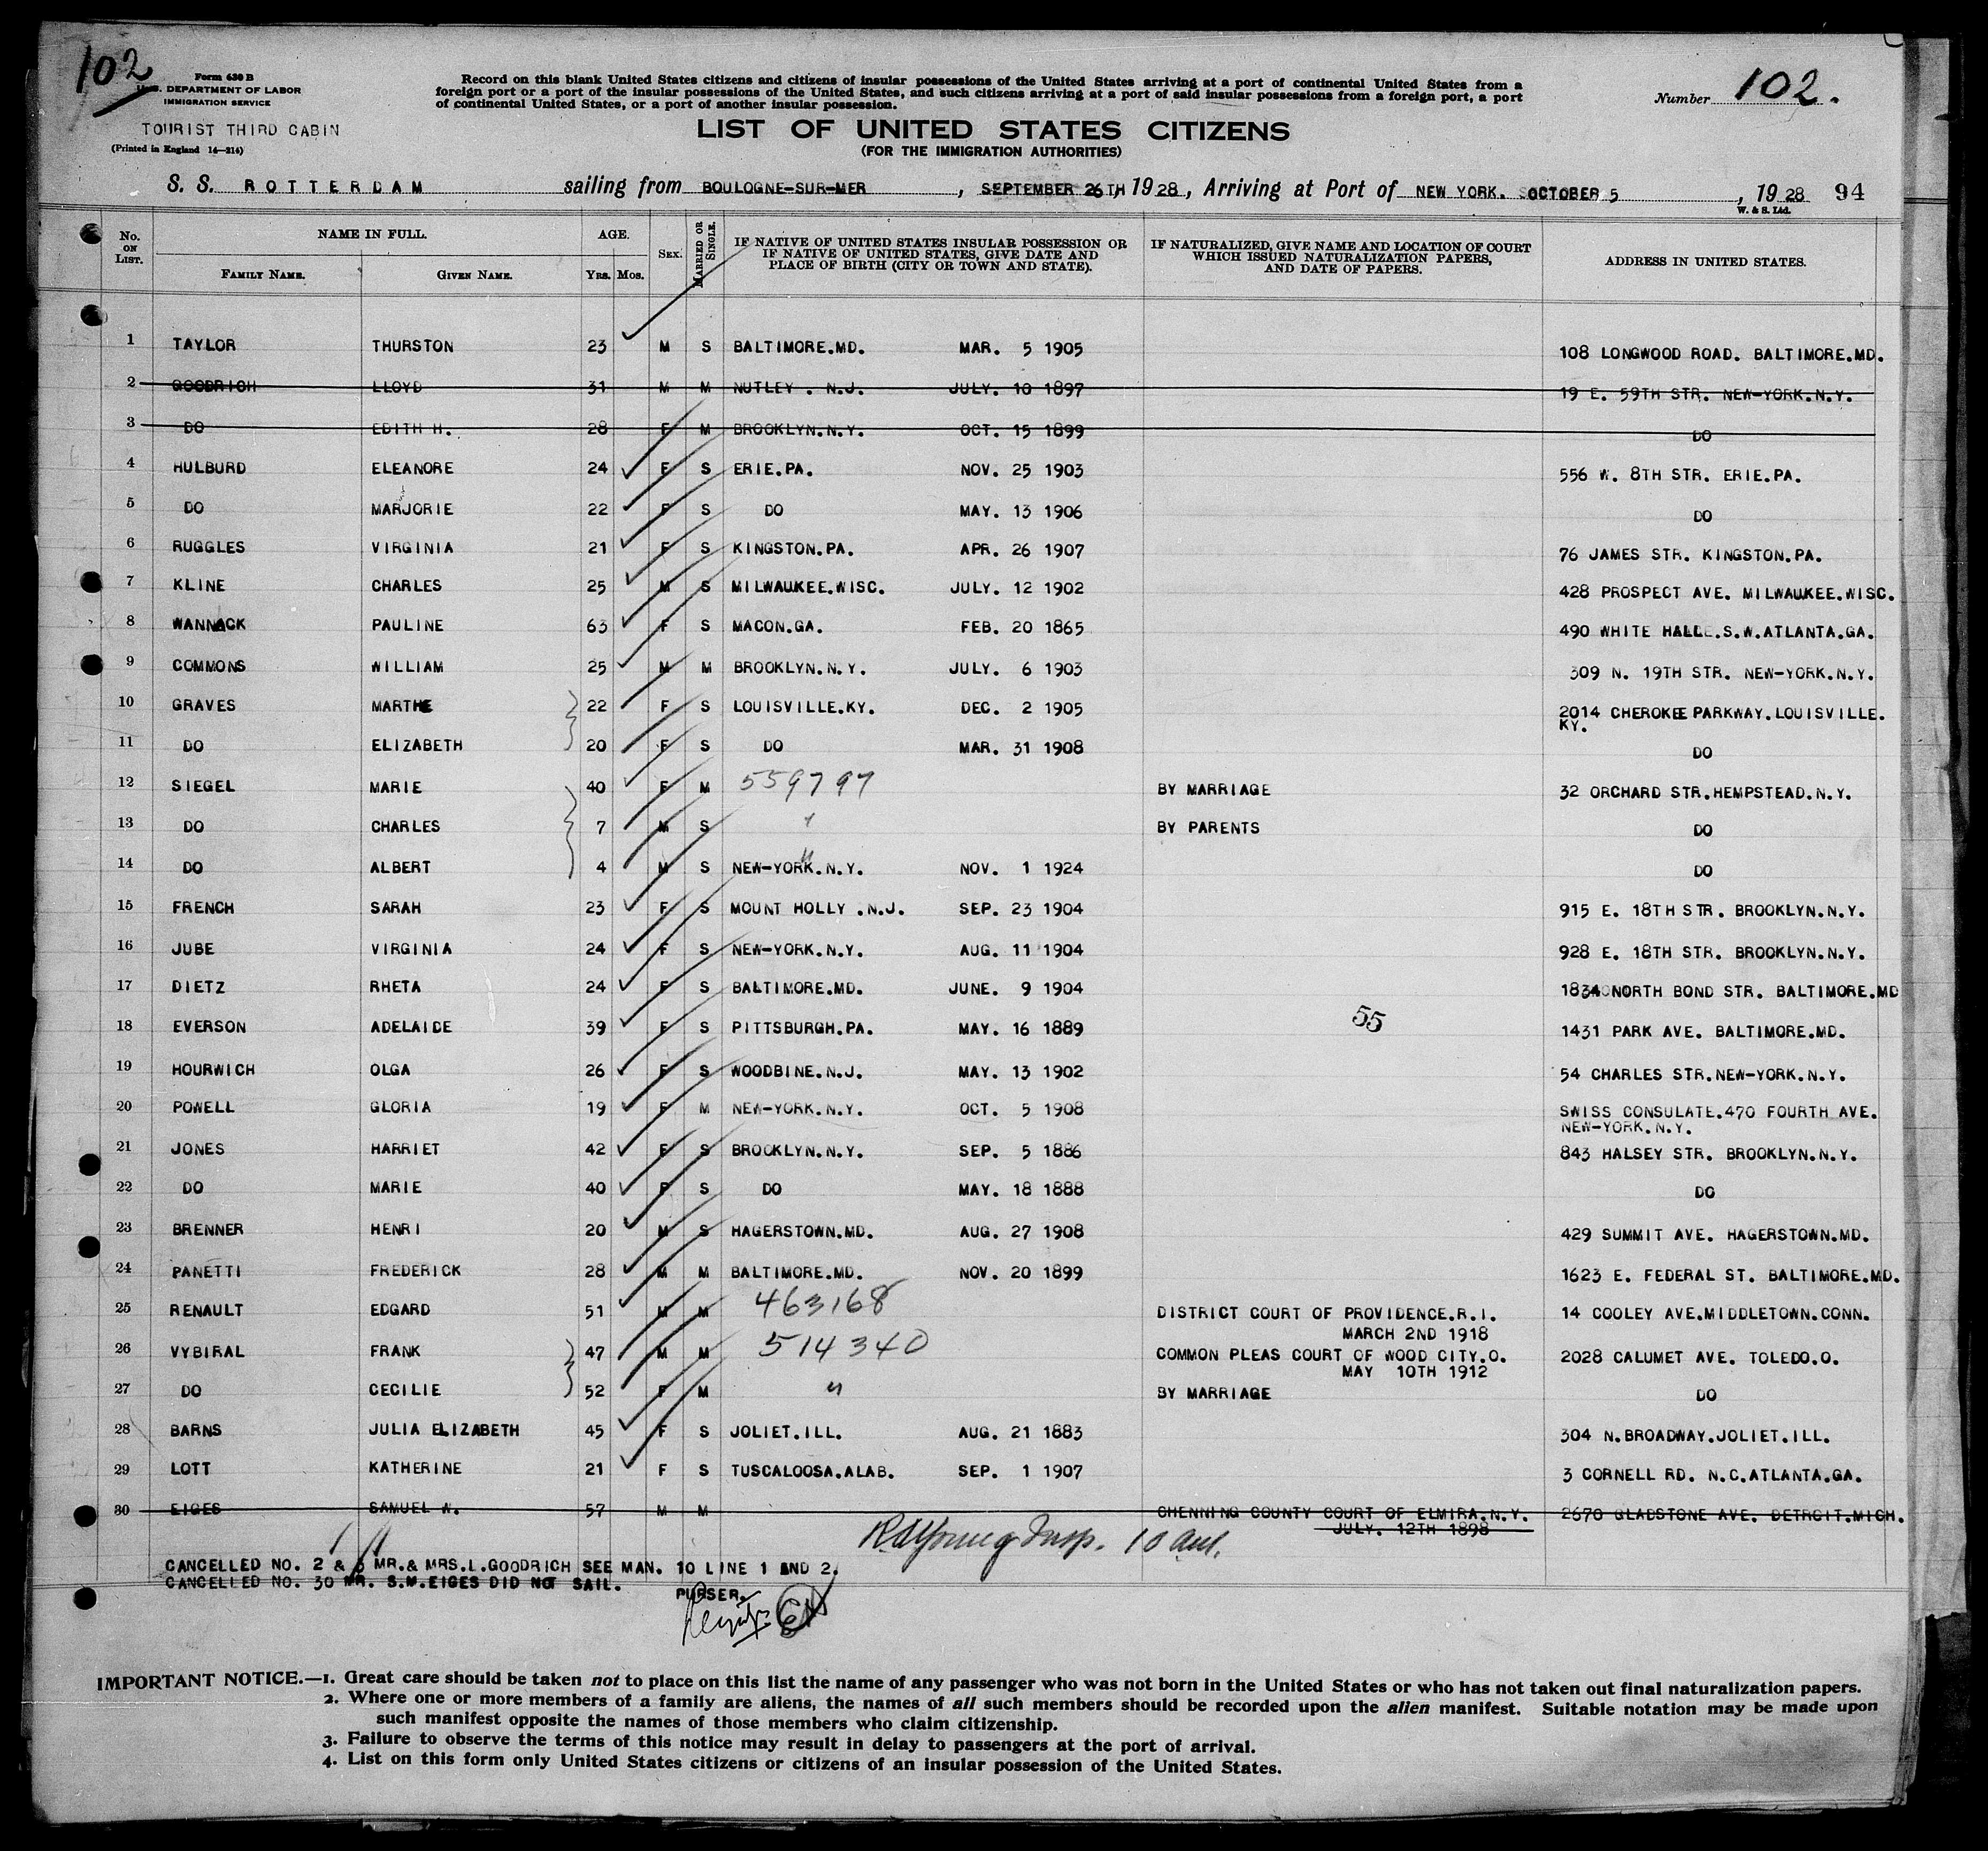 102
Form 630 B
U.S. DEPARTMENT OF LABOR
IMMIGRATION SERVICE
TOURIST THIRD CABIN
(Printed in England 14—214)
Record on this blank United States citizens and citizens of insular possessions of the United States arriving at a port of continental United States from a
foreign port or a port of the insular possessions of the United States, and such citizens arriving at a port of said insular possessions from a foreign port, a port
of continental United States, or a port of another insular possession.
Number 102.
LIST OF UNITED STATES CITIZENS
(FOR THE IMMIGRATION AUTHORITIES)
S. S. ROTTERDAM sailing from BOULOGNE-SUR-MER, SEPTEMBER 26TH, 1928, Arriving at Port of NEW YORK. OCTOBER 5, 1928 94
W. & S. Ltd.
No. ON LIST. NAME IN FULL. FAMILY NAME. GIVEN NAME. AGE. YRS. MOS. SEX. MARRIED OR SINGLE. IF NATIVE OF UNITED STATES INSULAR POSSESSION OR IF NATIVE OF UNITED STATES, GIVE DATE AND PLACE OF BIRTH (CITY OR TOWN AND STATE). IF NATURALIZED, GIVE NAME AND LOCATION OF COURT WHICH ISSUED NATURALIZATION PAPERS, AND DATE OF PAPERS. ADDRESS IN UNITED STATES.
1 TAYLOR THURSTON 23 M S BALTIMORE.MD. MAR. 5 1905 108 LONGWOOD ROAD. BALTIMORE.MD.
2 GOODRICH LLOYD 31 M M NUTLEY . N.J. JULY. 10 1897 19 E. 59TH STR. NEW-YORK.N.Y.
3 DO EDITH H. 28 F M BROOKLYN.N.Y. OCT. 15 1899 DO
4 HULBURD ELEANORE 24 F S ERIE.PA. NOV. 25 1903 556 W. 8TH STR. ERIE.PA.
5 DO MARJORIE 22 F S DO MAY. 13 1906 DO
6 RUGGLES VIRGINIA 21 F S KINGSTON.PA. APR. 26 1907 76 JAMES STR. KINGSTON.PA.
7 KLINE CHARLES 25 M S MILWAUKEE.WISC. JULY. 12 1902 428 PROSPECT AVE. MILWAUKEE.WISC.
8 WANNACK PAULINE 63 F S MACON.GA. FEB. 20 1865 490 WHITE HALL.S.W.ATLANTA.GA.
9 COMMONS WILLIAM 25 M M BROOKLYN.N.Y. JULY. 6 1903 309 N. 19TH STR. NEW-YORK.N.Y.
10 GRAVES MARTHE 22 F S LOUISVILLE.KY. DEC. 2 1905 2014 CHEROKEE PARKWAY.LOUISVILLE.
KY.
11 DO ELIZABETH 20 F S DO MAR. 31 1908 DO
12 SIEGEL MARIE 40 F M 559797 BY MARRIAGE 32 ORCHARD STR.HEMPSTEAD.N.Y.
13 DO CHARLES 7 M S " BY PARENTS DO
14 DO ALBERT 4 M S " NEW-YORK.N.Y. NOV. 1 1924 DO
15 FRENCH SARAH 23 F S MOUNT HOLLY .N.J. SEP. 23 1904 915 E. 18TH STR. BROOKLYN.N.Y.
16 JUBE VIRGINIA 24 F S NEW-YORK.N.Y. AUG. 11 1904 928 E. 18TH STR. BROOKLYN.N.Y.
17 DIETZ RHETA 24 F S BALTIMORE.MD. JUNE. 9 1904 1834 NORTH BOND STR. BALTIMORE.MD
55
18 EVERSON ADELAIDE 39 F S PITTSBURGH.PA. MAY. 16 1889 1431 PARK AVE. BALTIMORE.MD.
19 HOURWICH OLGA 26 F S WOODBINE.N.J. MAY. 13 1902 54 CHARLES STR.NEW-YORK.N.Y.
20 POWELL GLORIA 19 F M NEW-YORK.N.Y. OCT. 5 1908 SWISS CONSULATE.470 FOURTH AVE.
NEW-YORK.N.Y.
21 JONES HARRIET 42 F S BROOKLYN.N.Y. SEP. 5 1886 843 HALSEY STR. BROOKLYN.N.Y.
22 DO MARIE 40 F S DO MAY. 18 1888 DO
23 BRENNER HENRI 20 M S HAGERSTOWN.MD. AUG. 27 1908 429 SUMMIT AVE. HAGERSTOWN.MD.
24 PANETTI FREDERICK 28 M M BALTIMORE.MD. NOV. 20 1899 1623 E. FEDERAL ST. BALTIMORE.MD.
25 RENAULT EDGARD 51 M M 463168 DISTRICT COURT OF PROVIDENCE.R.I. 14 COOLEY AVE.MIDDLETOWN.CONN.
MARCH 2ND 1918
26 VYBIRAL FRANK 47 M M 514340 COMMON PLEAS COURT OF WOOD CITY.O. 2028 CALUMET AVE. TOLEDO.O.
MAY 10TH 1912
27 DO CECILIE 52 F M " BY MARRIAGE DO
28 BARNS JULIA ELIZABETH 45 F S JOLIET.ILL. AUG. 21 1883 304 N.BROADWAY.JOLIET.ILL.
29 LOTT KATHERINE 21 F S TUSCALOOSA.ALAB. SEP. 1 1907 3 CORNELL RD. N.C.ATLANTA.GA.
30 EIGES SAMUEL W. 57 M M CHENNING COUNTY COURT OF ELMIRA.N.Y. 2670 GLADSTONE AVE. DETROIT.MICH.
JULY. 12TH 1898
R.S. Young Insp.
CANCELLED NO. 2 & 3 MR.& MRS.L.GOODRICH SEE MAN. 10 LINE 1 AND 2.
CANCELLED NO. 30 MR. S.M.EIGES DID NOT SAIL.
PURSER.
IMPORTANT NOTICE.—1. Great care should be taken not to place on this list the name of any passenger who was not born in the United States or who has not taken out final naturalization papers.
2. Where one or more members of a family are aliens, the names of all such members should be recorded upon the alien manifest. Suitable notation may be made upon
such manifest opposite the names of those members who claim citizenship.
3. Failure to observe the terms of this notice may result in delay to passengers at the port of arrival.
4. List on this form only United States citizens or citizens of an insular possession of the United States.